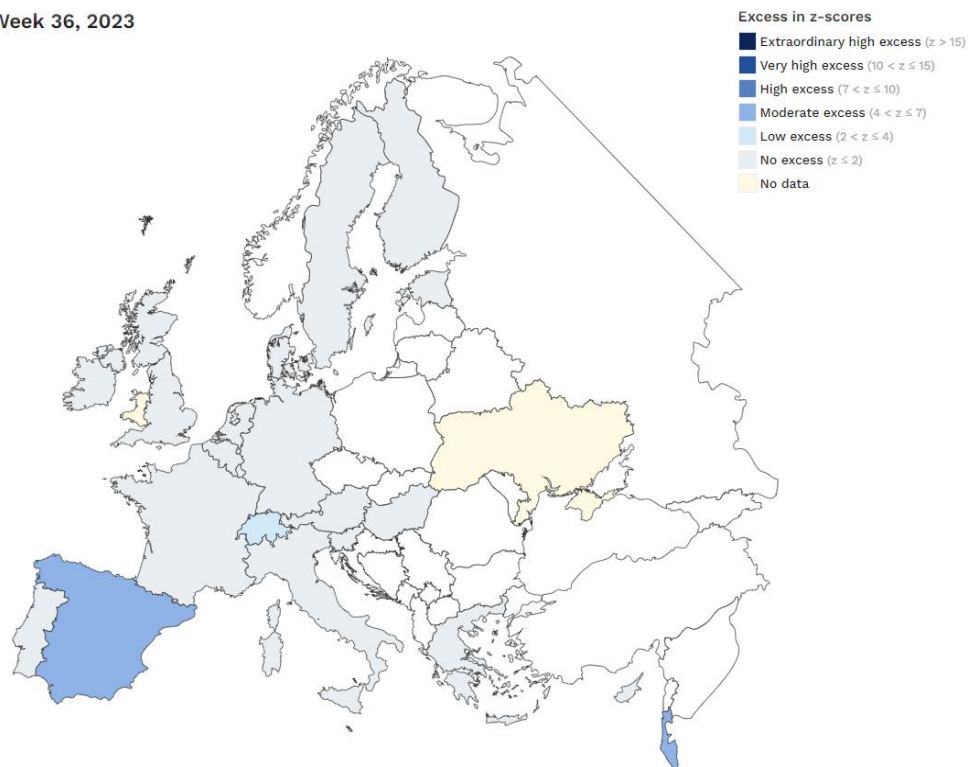 Week 36, 2023
Excess in z-scores
Extraordinary high excess (z > 15)
Very high excess (10 < z ≤ 15)
High excess (7 < z ≤ 10)
Moderate excess (4 < z ≤ 7)
Low excess (2 < z ≤ 4)
No excess (z ≤ 2)
No data